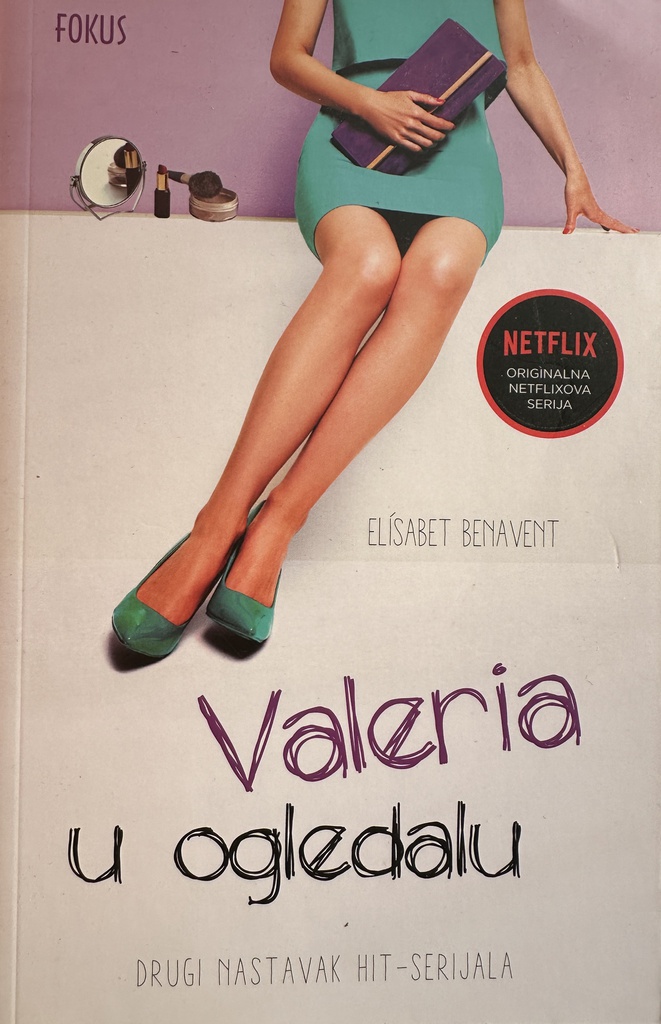 FOKUS
NETFLIX
ORIGINALNA
NETFLIXOVA
SERIJA
ELÍSABET BENAVENT
Valeria
u ogledalu
DRUGI NASTAVAK HIT-SERIJALA